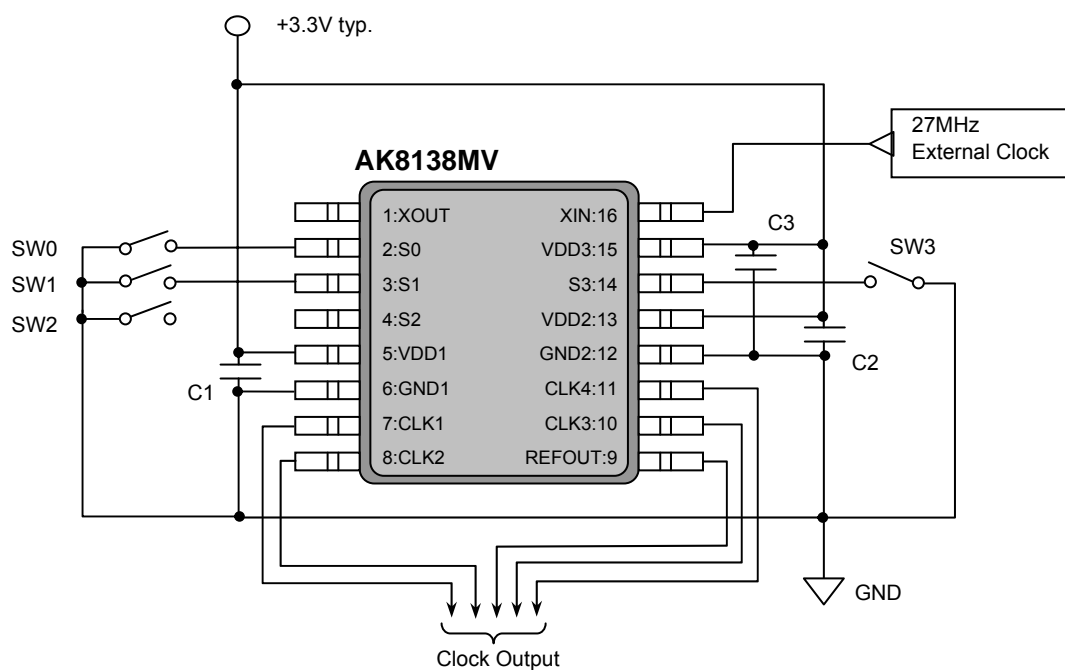 +3.3V typ.
27MHz
External Clock
AK8138MV
1:XOUT
XIN:16
C3
SW0
2:S0
VDD3:15
SW3
SW1
3:S1
S3:14
SW2
4:S2
VDD2:13
5:VDD1
GND2:12
C2
C1
6:GND1
CLK4:11
7:CLK1
CLK3:10
8:CLK2
REFOUT:9
GND
Clock Output